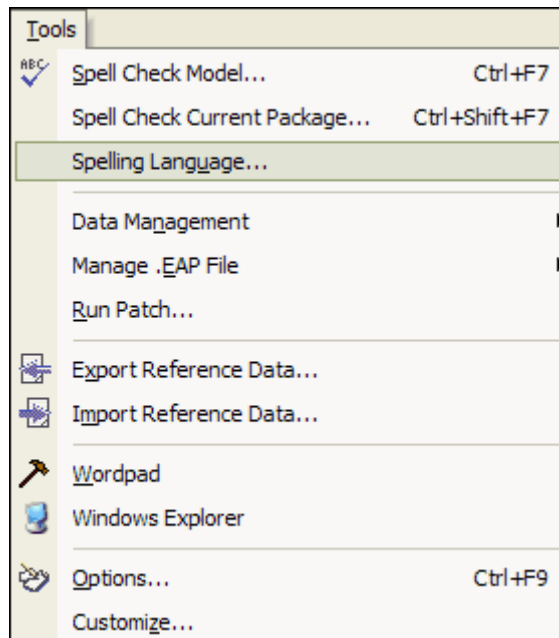 Tools
ABC
Spell Check Model... Ctrl+F7
Spell Check Current Package... Ctrl+Shift+F7
Spelling Language...
Data Management
Manage .EAP File
Run Patch...
Export Reference Data...
Import Reference Data...
Wordpad
Windows Explorer
Options... Ctrl+F9
Customize...